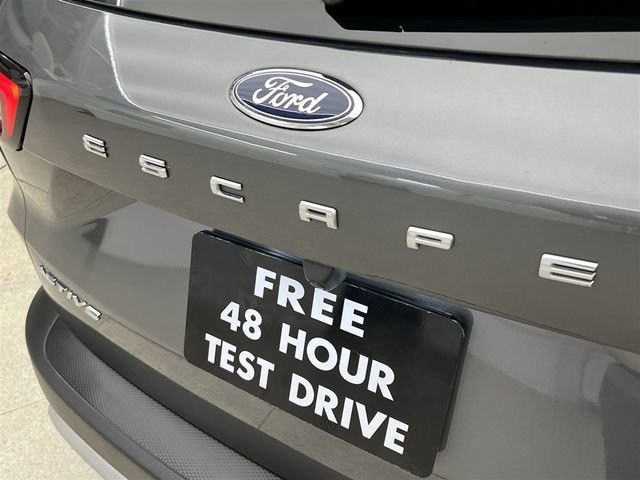 Ford
ESCAPE
ACTIVE
FREE
48 HOUR
TEST DRIVE